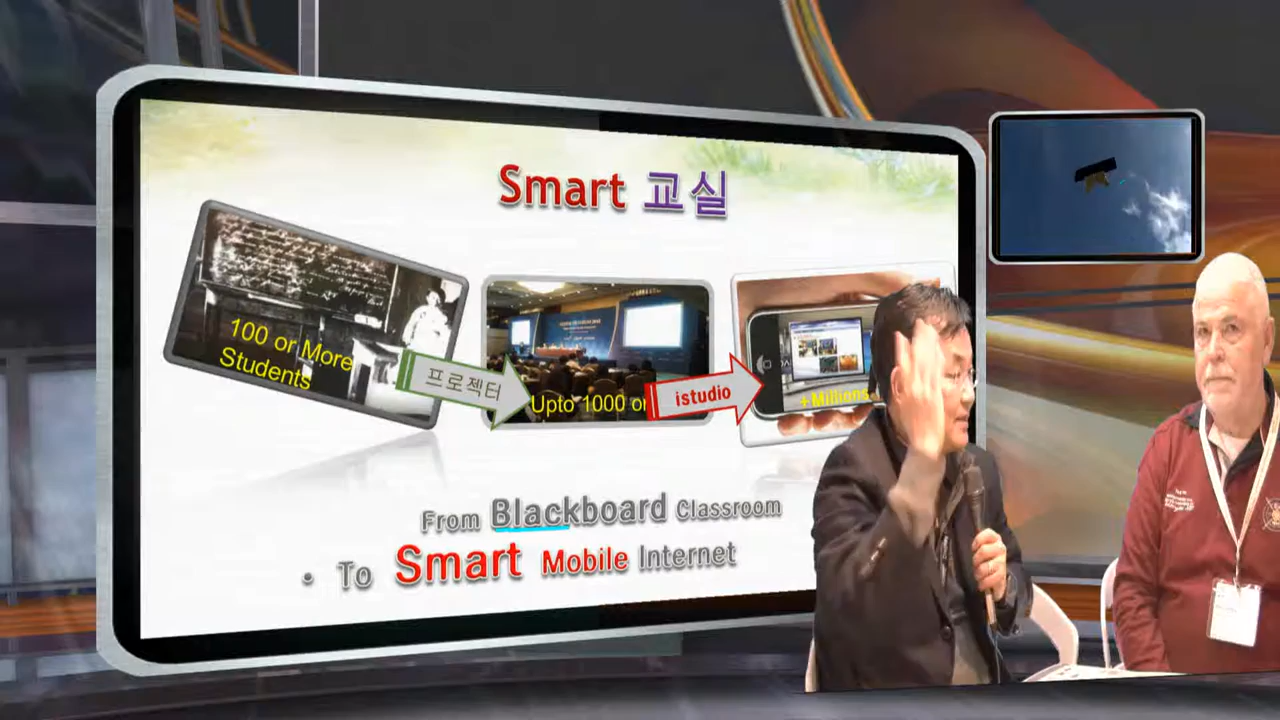 Smart 교실
100 or More
Students
프로젝터
Upto 1000 or
istudio
+Millions
From Blackboard Classroom
• To Smart Mobile Internet